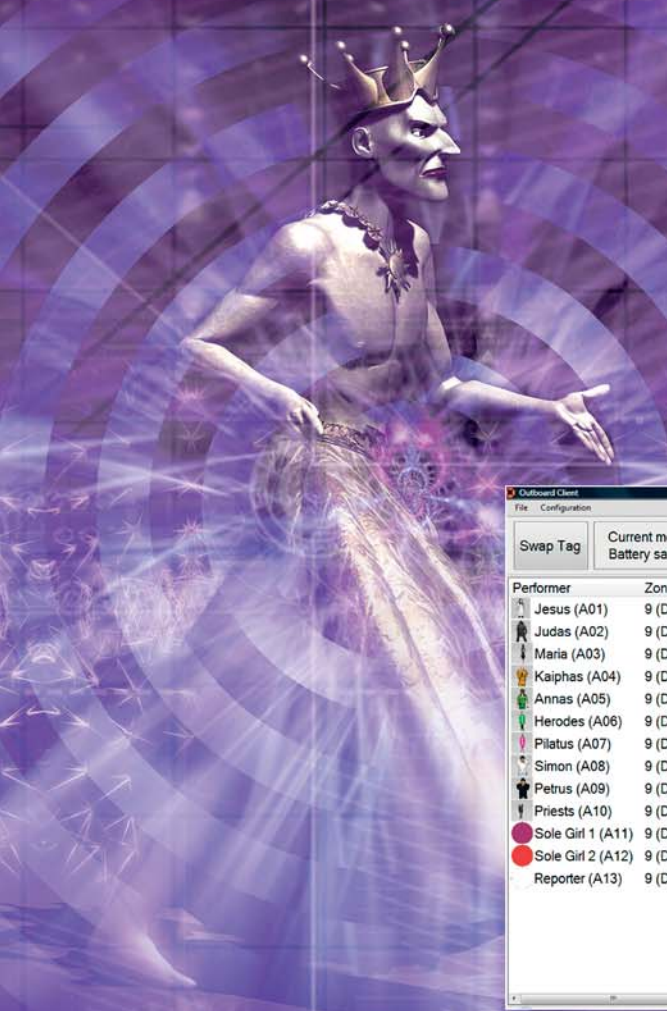 Outboard Client
File Configuration
Swap Tag
Current mo
Battery sa
Performer Zon
Jesus (A01) 9 (D
Judas (A02) 9 (D
Maria (A03) 9 (D
Kaiphas (A04) 9 (D
Annas (A05) 9 (D
Herodes (A06) 9 (D
Pilatus (A07) 9 (D
Simon (A08) 9 (D
Petrus (A09) 9 (D
Priests (A10) 9 (D
Sole Girl 1 (A11) 9 (D
Sole Girl 2 (A12) 9 (D
Reporter (A13) 9 (D